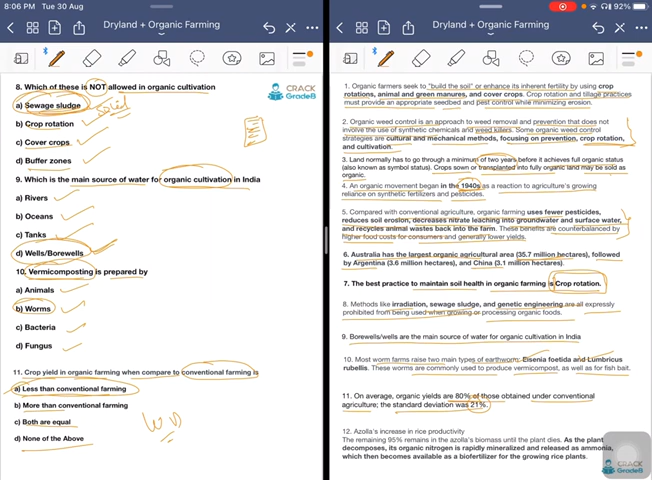 8:06 PM Tue 30 Aug
92%
Dryland + Organic Farming
8. Which of these is NOT allowed in organic cultivation
a) Sewage sludge
b) Crop rotation
c) Cover crops
d) Buffer zones
9. Which is the main source of water for organic cultivation in India
a) Rivers
b) Oceans
c) Tanks
d) Wells/Borewells
10. Vermicomposting is prepared by
a) Animals
b) Worms
c) Bacteria
d) Fungus
11. Crop yield in organic farming when compare to conventional farming is
a) Less than conventional farming
b) More than conventional farming
c) Both are equal
d) None of the Above
CRACK
GradeB
Dryland + Organic Farming
1. Organic farmers seek to "build the soil" or enhance its inherent fertility by using crop
rotations, animal and green manures, and cover crops. Crop rotation and tillage practices
must provide an appropriate seedbed and pest control while minimizing erosion.
2. Organic weed control is an approach to weed removal and prevention that does not
involve the use of synthetic chemicals and weed killers. Some organic weed control
strategies are cultural and mechanical methods, focusing on prevention, crop rotation,
and cultivation.
3. Land normally has to go through a minimum of two years before it achieves full organic status
(also known as symbol status). Crops sown or transplanted into fully organic land may be sold as
organic.
4. An organic movement began in the 1940s as a reaction to agriculture's growing
reliance on synthetic fertilizers and pesticides.
5. Compared with conventional agriculture, organic farming uses fewer pesticides,
reduces soil erosion, decreases nitrate leaching into groundwater and surface water,
and recycles animal wastes back into the farm. These benefits are counterbalanced by
higher food costs for consumers and generally lower yields.
6. Australia has the largest organic agricultural area (35.7 million hectares), followed
by Argentina (3.6 million hectares), and China (3.1 million hectares).
7. The best practice to maintain soil health in organic farming is Crop rotation.
8. Methods like irradiation, sewage sludge, and genetic engineering are all expressly
prohibited from being used when growing or processing organic foods.
9. Borewells/wells are the main source of water for organic cultivation in India
10. Most worm farms raise two main types of earthworm: Eisenia foetida and Lumbricus
rubellis. These worms are commonly used to produce vermicompost, as well as for fish bait.
11. On average, organic yields are 80% of those obtained under conventional
agriculture; the standard deviation was 21%.
12. Azolla's increase in rice productivity
The remaining 95% remains in the azolla's biomass until the plant dies. As the plant
decomposes, its organic nitrogen is rapidly mineralized and released as ammonia,
which then becomes available as a biofertilizer for the growing rice plants.
CRACK
GradeB